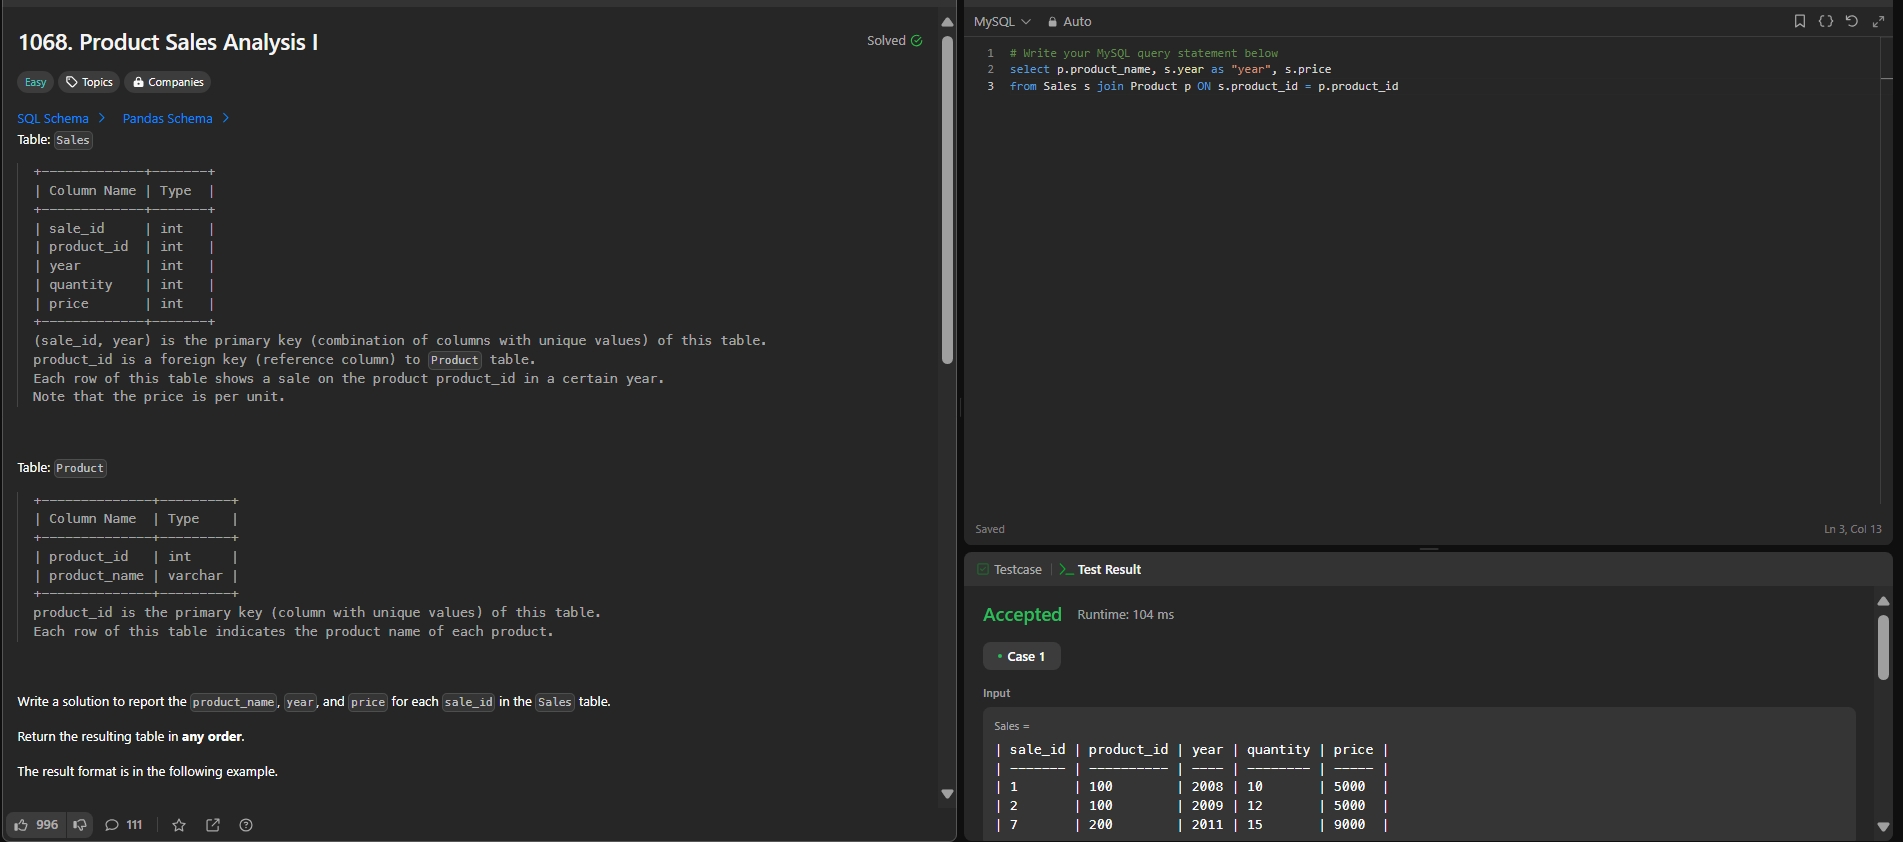 1068. Product Sales Analysis I
Solved
Easy
Topics
Companies
SQL Schema >
Pandas Schema >
Table: Sales
+-------------+-------+
| Column Name | Type  |
+-------------+-------+
| sale_id     | int   |
| product_id  | int   |
| year        | int   |
| quantity    | int   |
| price       | int   |
+-------------+-------+
(sale_id, year) is the primary key (combination of columns with unique values) of this table.
product_id is a foreign key (reference column) to Product table.
Each row of this table shows a sale on the product product_id in a certain year.
Note that the price is per unit.
Table: Product
+--------------+---------+
| Column Name  | Type    |
+--------------+---------+
| product_id   | int     |
| product_name | varchar |
+--------------+---------+
product_id is the primary key (column with unique values) of this table.
Each row of this table indicates the product name of each product.
Write a solution to report the product_name, year, and price for each sale_id in the Sales table.
Return the resulting table in any order.
The result format is in the following example.
996
111
MySQL
Auto
1 # Write your MySQL query statement below
2 select p.product_name, s.year as "year", s.price
3 from Sales s join Product p ON s.product_id = p.product_id
Saved
Ln 3, Col 13
Testcase
>_ Test Result
Accepted
Runtime: 104 ms
• Case 1
Input
Sales =
| sale_id | product_id | year | quantity | price |
| ------- | ---------- | ---- | -------- | ----- |
| 1       | 100        | 2008 | 10       | 5000  |
| 2       | 100        | 2009 | 12       | 5000  |
| 7       | 200        | 2011 | 15       | 9000  |